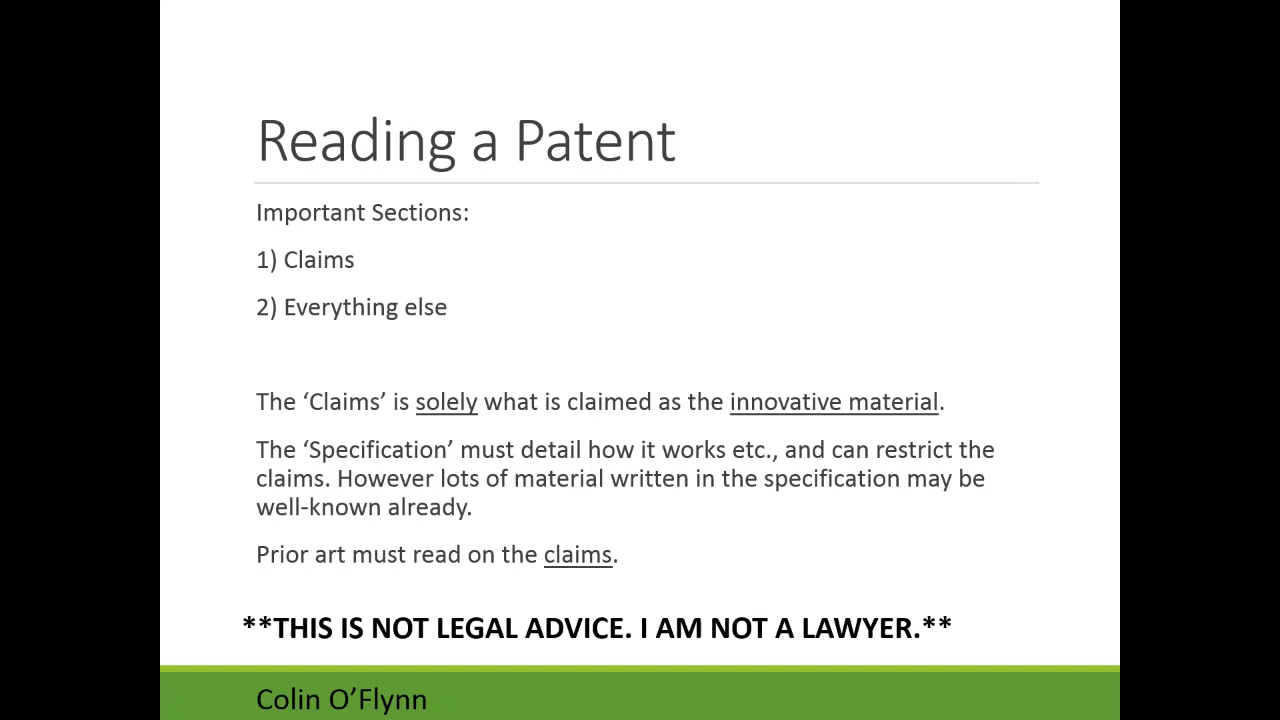 Reading a Patent
Important Sections:
1) Claims
2) Everything else
The ‘Claims’ is solely what is claimed as the innovative material.
The ‘Specification’ must detail how it works etc., and can restrict the
claims. However lots of material written in the specification may be
well-known already.
Prior art must read on the claims.
**THIS IS NOT LEGAL ADVICE. I AM NOT A LAWYER.**
Colin O’Flynn